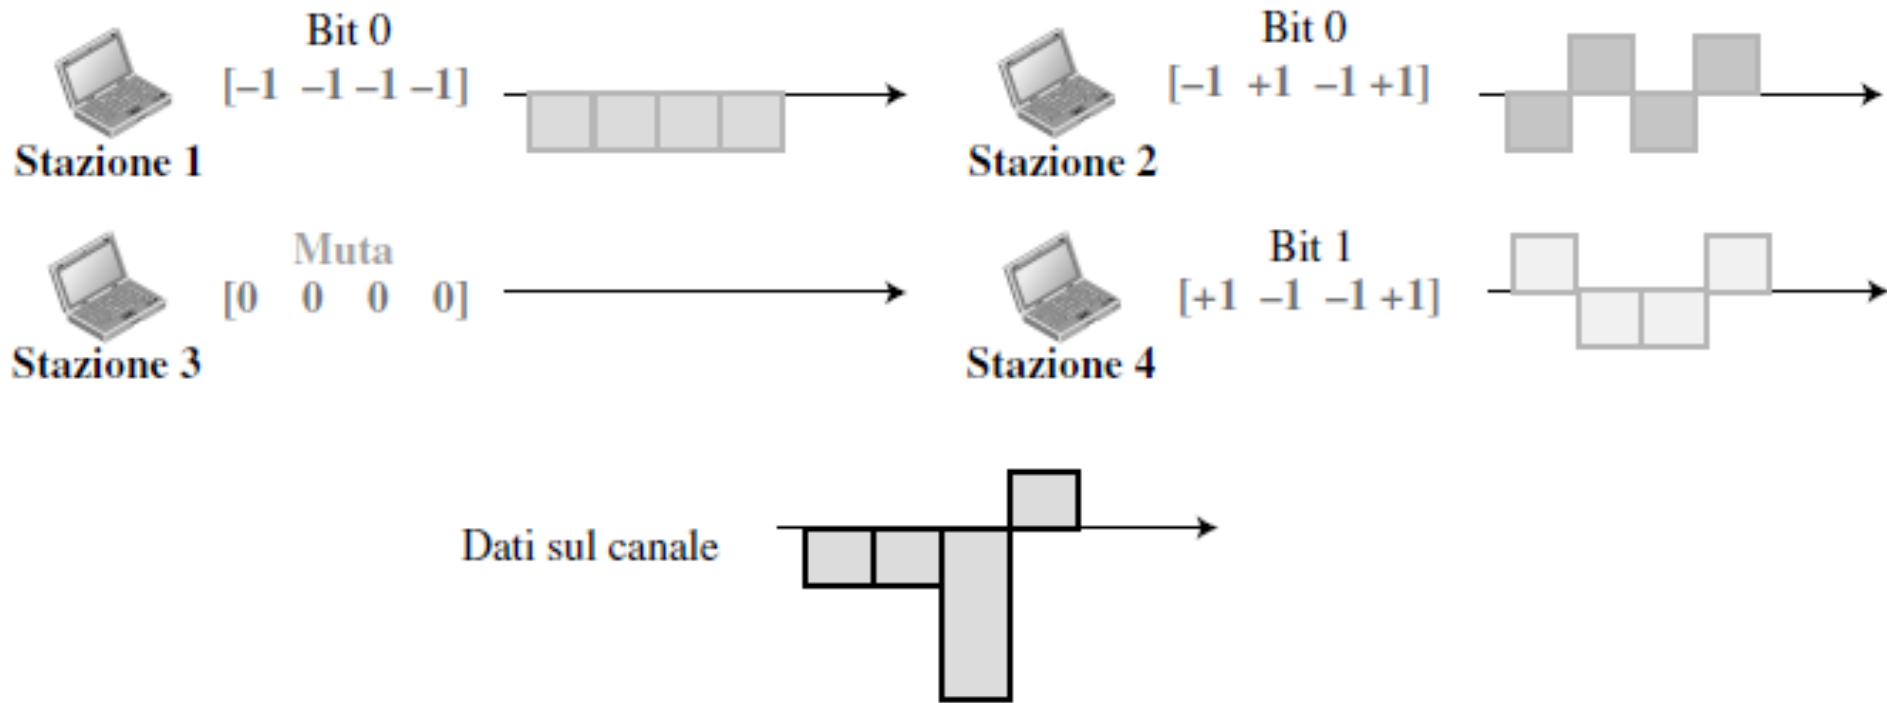 Bit 0
[–1 –1 –1 –1]
Stazione 1
Bit 0
[–1 +1 –1 +1]
Stazione 2
Muta
[0 0 0 0]
Stazione 3
Bit 1
[+1 –1 –1 +1]
Stazione 4
Dati sul canale